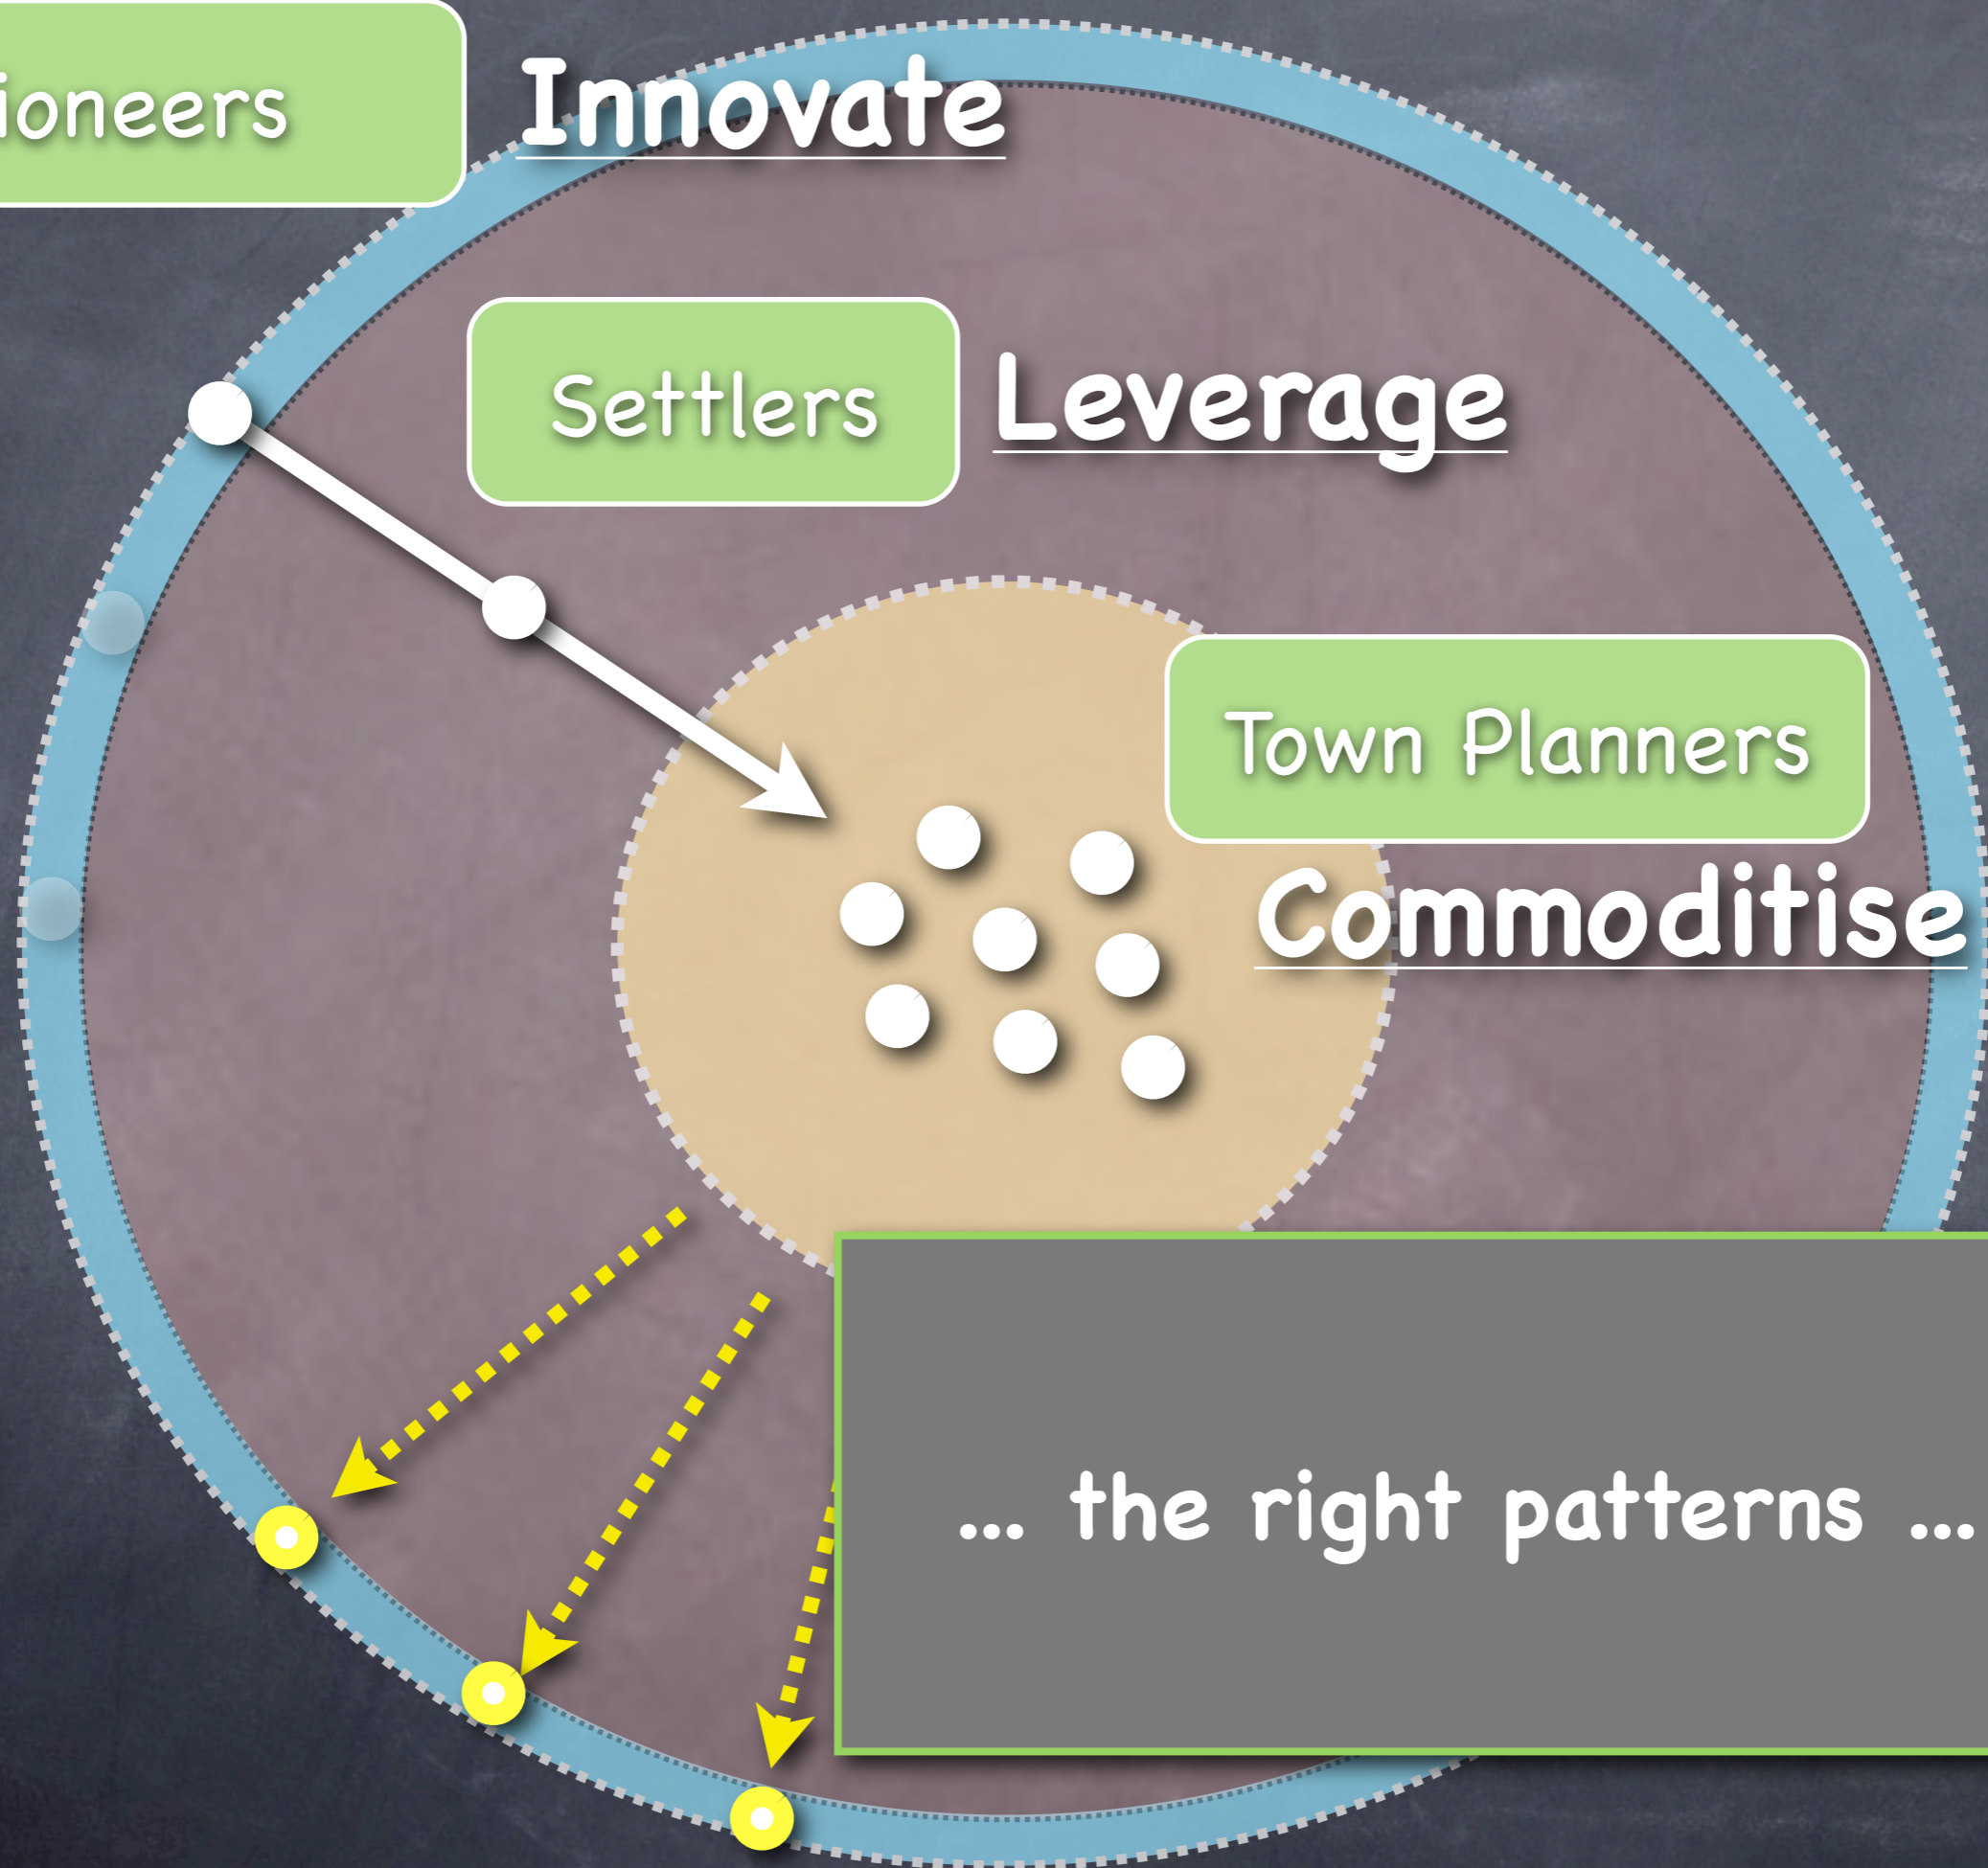 ioneers
Innovate
Settlers
Leverage
Town Planners
Commoditise
... the right patterns ...